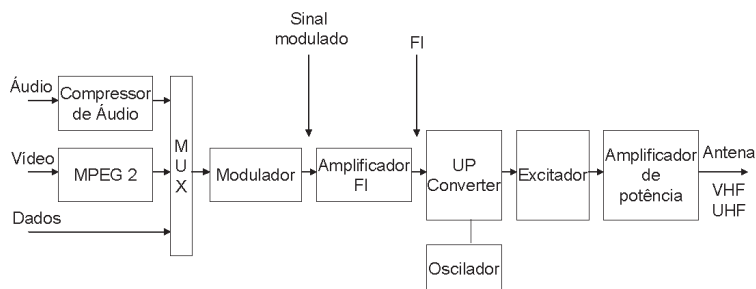 Sinal
modulado
FI
Áudio
Compressor
de Áudio
Vídeo
MPEG 2
Dados
M
U
X
Modulador
Amplificador
FI
UP
Converter
Oscilador
Excitador
Amplificador
de
potência
Antena
VHF
UHF